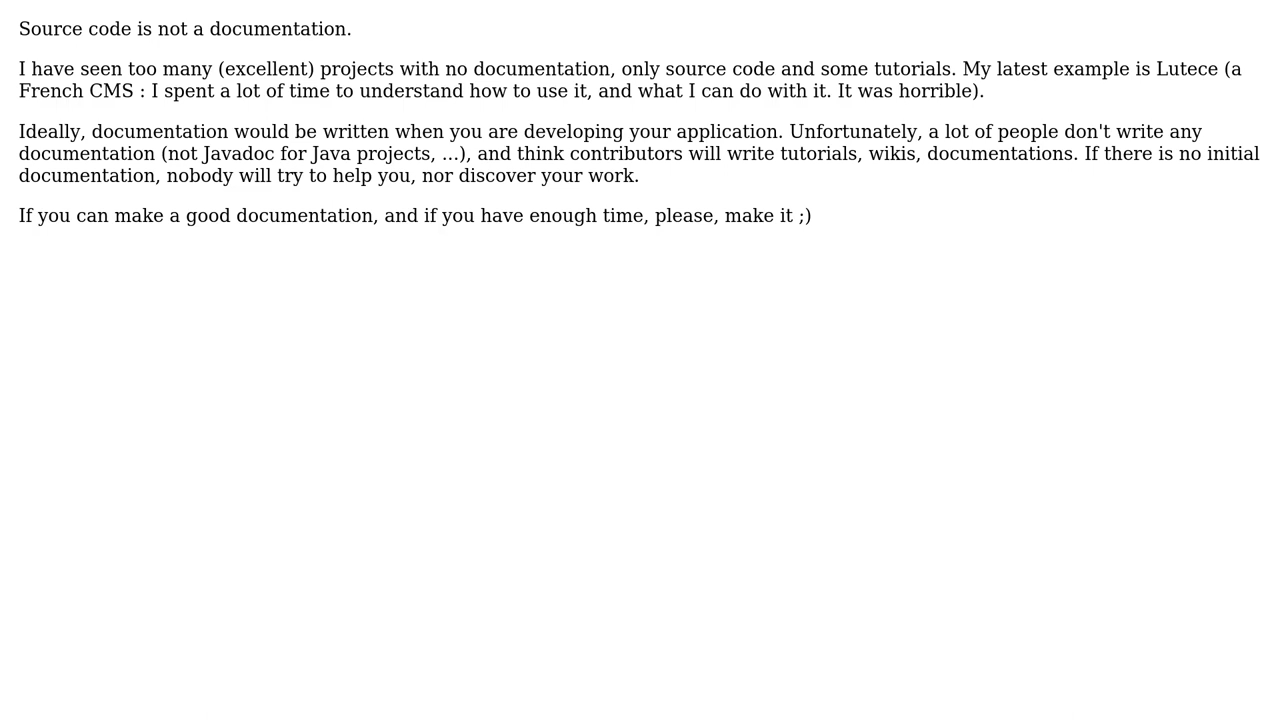 Source code is not a documentation.
I have seen too many (excellent) projects with no documentation, only source code and some tutorials. My latest example is Lutece (a
French CMS : I spent a lot of time to understand how to use it, and what I can do with it. It was horrible).
Ideally, documentation would be written when you are developing your application. Unfortunately, a lot of people don't write any
documentation (not Javadoc for Java projects, ...), and think contributors will write tutorials, wikis, documentations. If there is no initial
documentation, nobody will try to help you, nor discover your work.
If you can make a good documentation, and if you have enough time, please, make it ;)